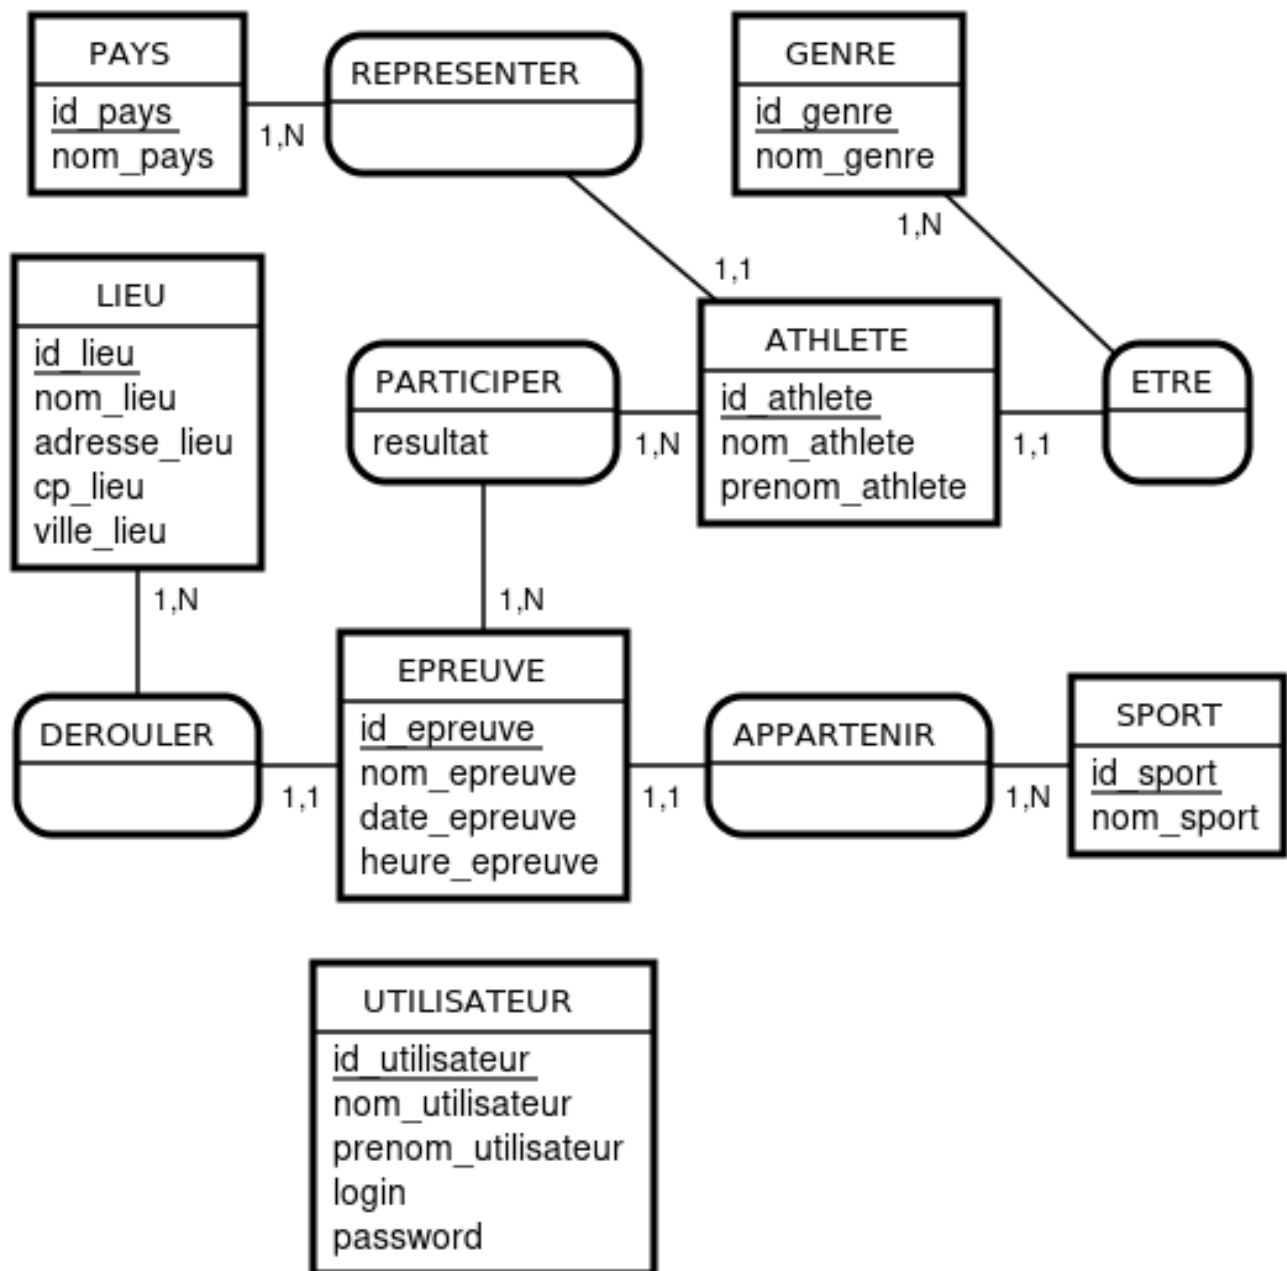 PAYS
id_pays
nom_pays
1,N
REPRESENTER
GENRE
id_genre
nom_genre
1,N
1,1
LIEU
id_lieu
nom_lieu
adresse_lieu
cp_lieu
ville_lieu
1,N
PARTICIPER
resultat
1,N
ATHLETE
id_athlete
nom_athlete
prenom_athlete
1,1
ETRE
1,N
DEROULER
1,1
EPREUVE
id_epreuve
nom_epreuve
date_epreuve
heure_epreuve
1,1
APPARTENIR
1,N
SPORT
id_sport
nom_sport
UTILISATEUR
id_utilisateur
nom_utilisateur
prenom_utilisateur
login
password